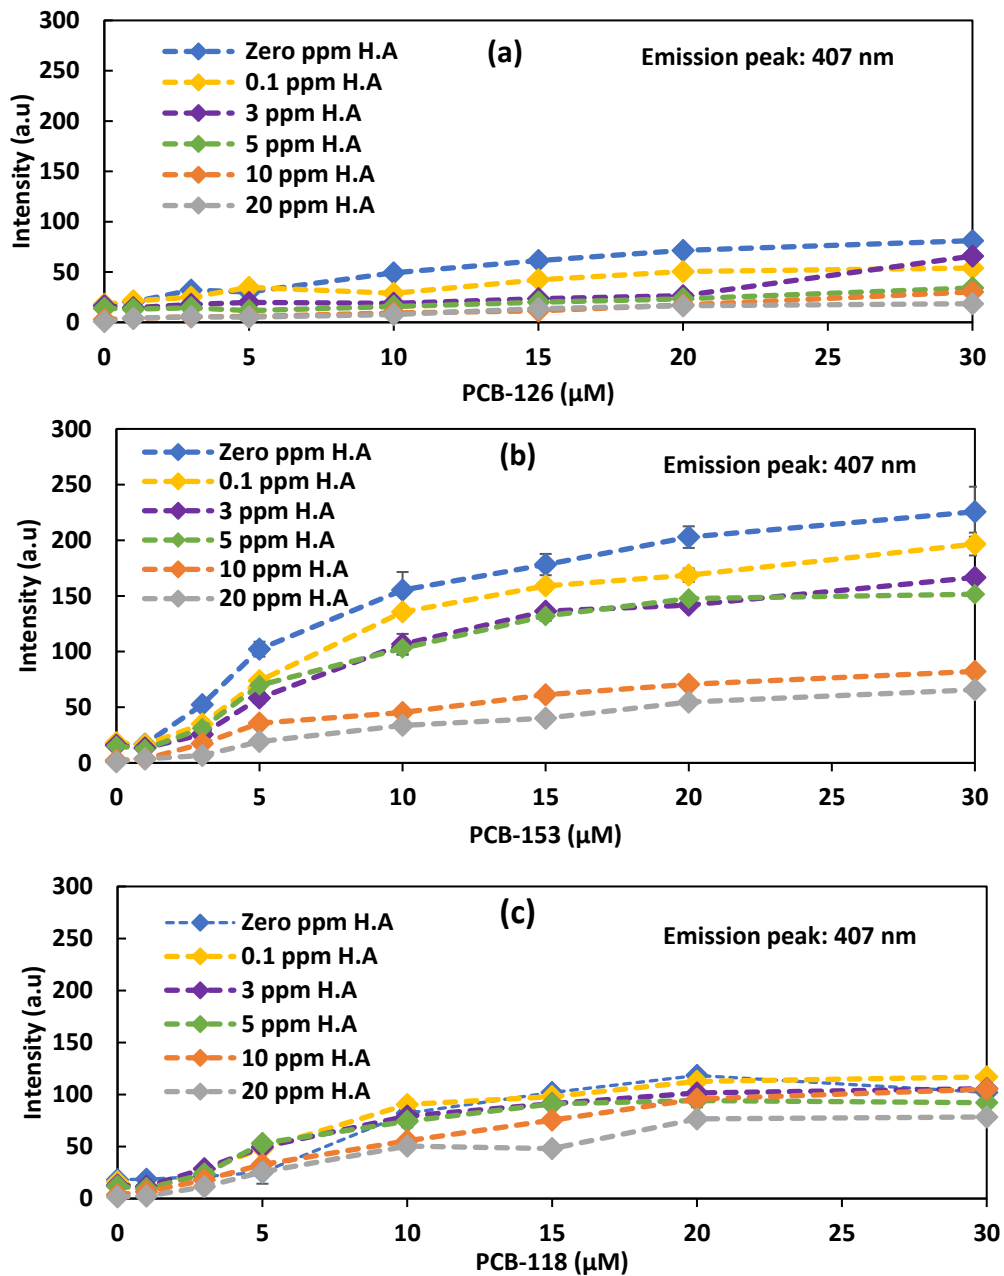 300
250
200
150
100
50
0
Intensity (a.u)
Zero ppm H.A
0.1 ppm H.A
3 ppm H.A
5 ppm H.A
10 ppm H.A
20 ppm H.A
(a)
Emission peak: 407 nm
0 5 10 15 20 25 30
PCB-126 (µM)
300
250
200
150
100
50
0
Intensity (a.u)
Zero ppm H.A
0.1 ppm H.A
3 ppm H.A
5 ppm H.A
10 ppm H.A
20 ppm H.A
(b)
Emission peak: 407 nm
0 5 10 15 20 25 30
PCB-153 (µM)
300
250
200
150
100
50
0
Intensity (a.u)
Zero ppm H.A
0.1 ppm H.A
3 ppm H.A
5 ppm H.A
10 ppm H.A
20 ppm H.A
(c)
Emission peak: 407 nm
0 5 10 15 20 25 30
PCB-118 (µM)